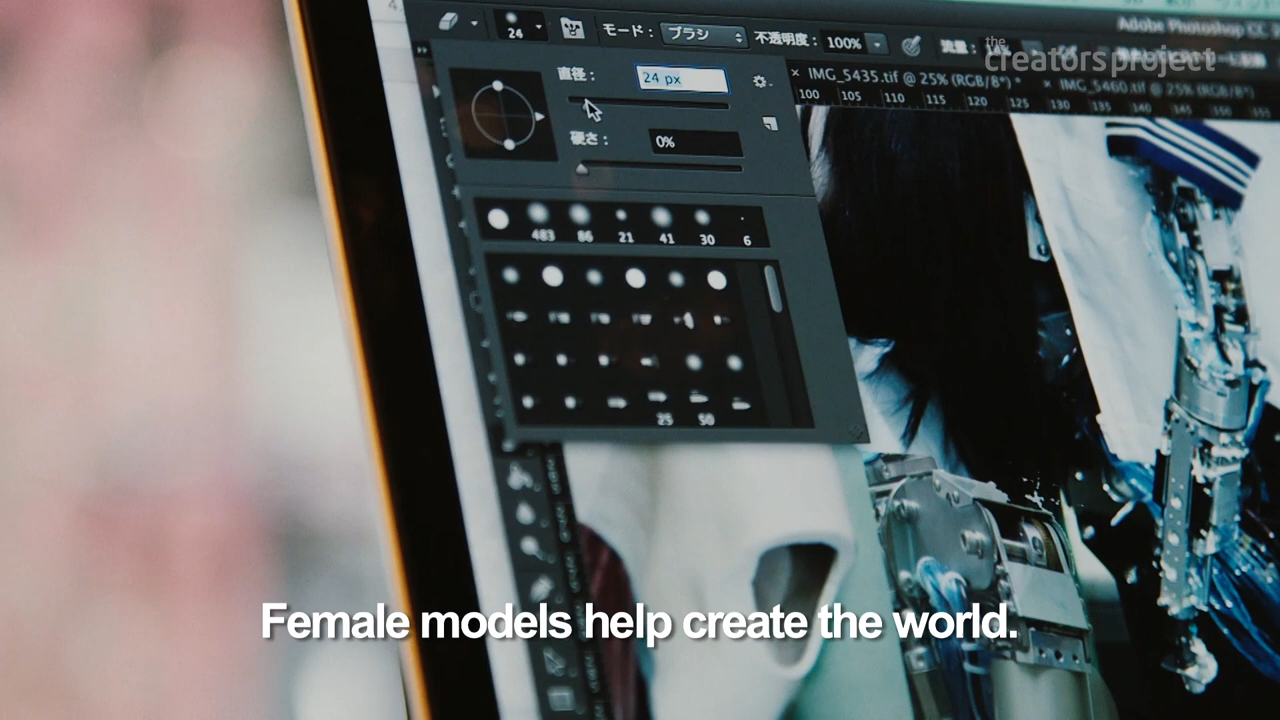 Adobe Photoshop CC
24
モード：
ブラシ
不透明度：
100%
流量：
the
creatorsproject
直径：
24 px
硬さ：
0%
× IMG_5435.tif @ 25% (RGB/8*) *
× IMG_5460.tif @ 25% (RGB/8*)
100 105 110 115 120 125 130 135 140 145 150
483 86 21 41 30 6
25 50
Female models help create the world.